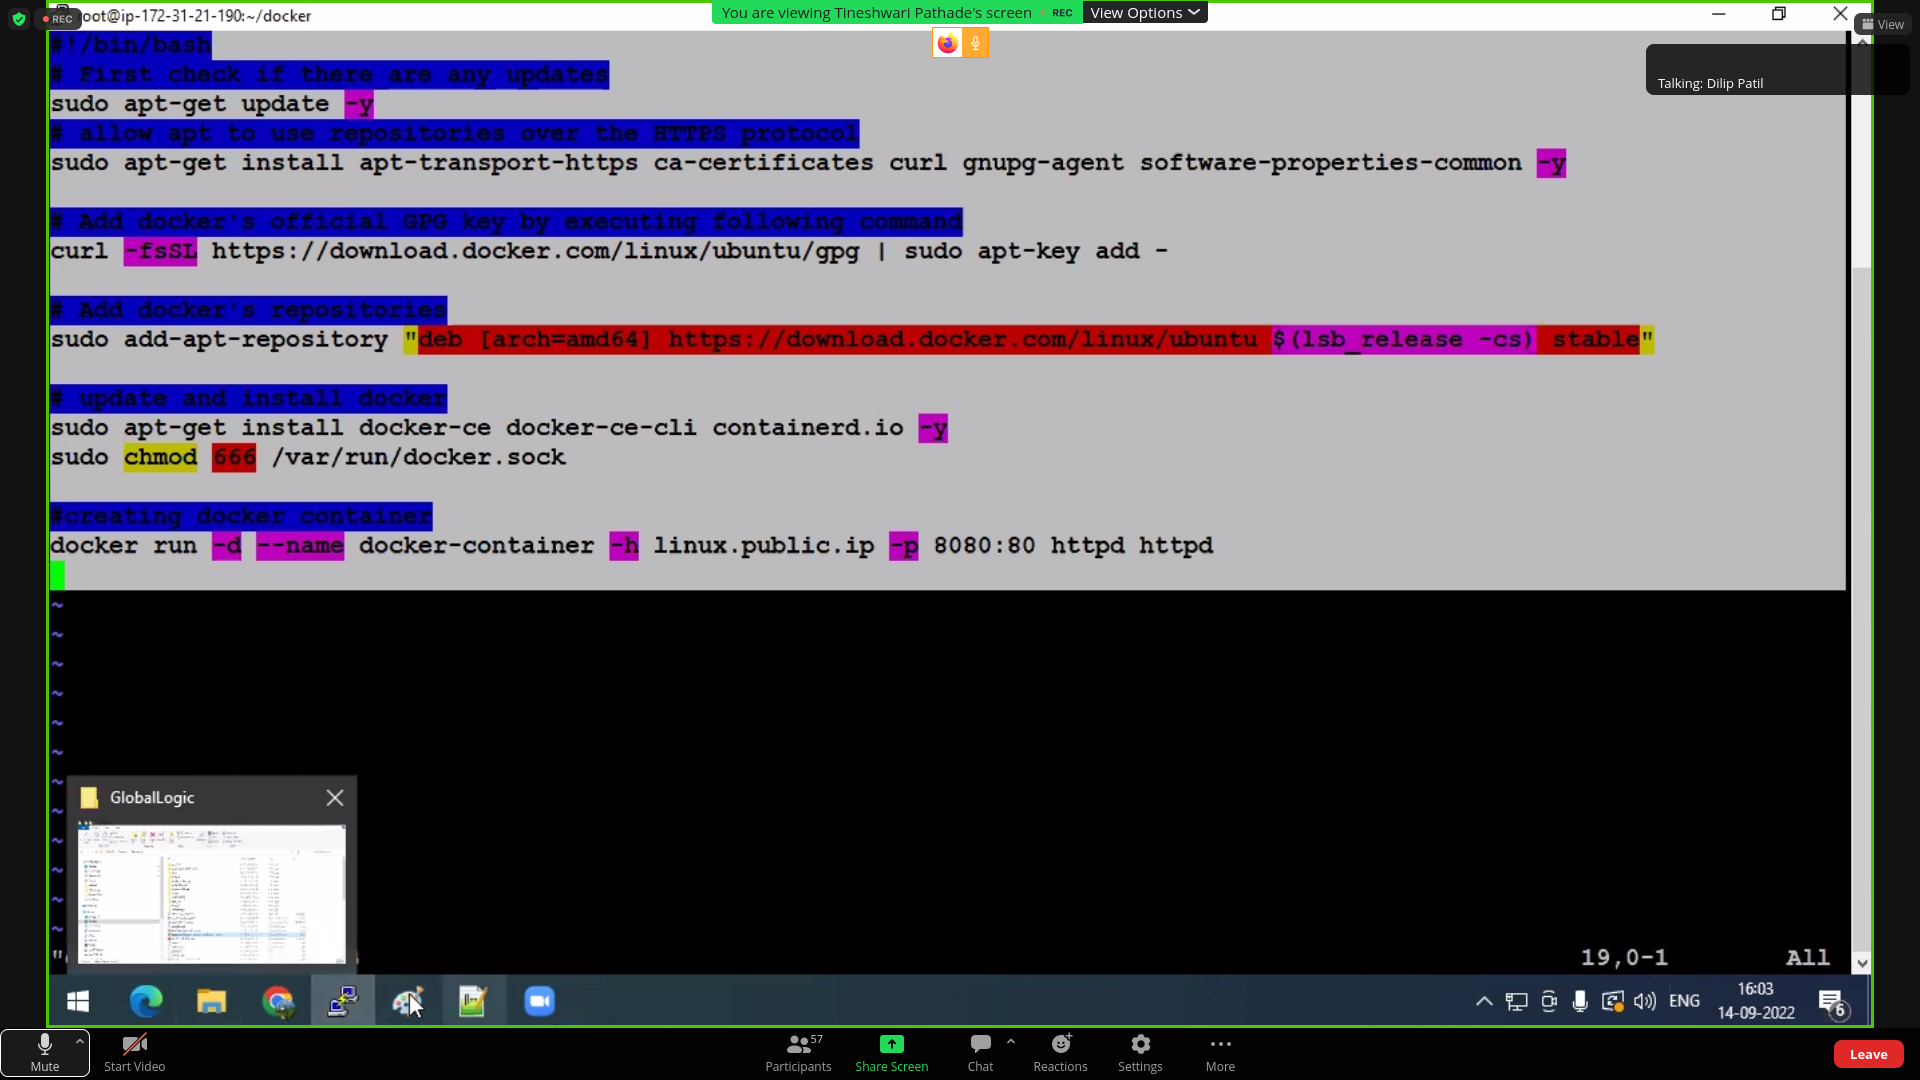 REC
root@ip-172-31-21-190:~/docker
You are viewing Tineshwari Pathade's screen
REC
View Options
View
Talking: Dilip Patil
#!/bin/bash
# First check if there are any updates
sudo apt-get update -y
# allow apt to use repositories over the HTTPS protocol
sudo apt-get install apt-transport-https ca-certificates curl gnupg-agent software-properties-common -y
# Add docker's official GPG key by executing following command
curl -fsSL https://download.docker.com/linux/ubuntu/gpg | sudo apt-key add -
# Add docker's repositories
sudo add-apt-repository "deb [arch=amd64] https://download.docker.com/linux/ubuntu $(lsb_release -cs) stable"
# update and install docker
sudo apt-get install docker-ce docker-ce-cli containerd.io -y
sudo chmod 666 /var/run/docker.sock
#creating docker container
docker run -d --name docker-container -h linux.public.ip -p 8080:80 httpd httpd
~
~
~
~
~
~
~
~
~
~
~
~
GlobalLogic
"
19,0-1
All
ENG
16:03
14-09-2022
6
Mute
Start Video
Participants
57
Share Screen
Chat
Reactions
Settings
More
Leave